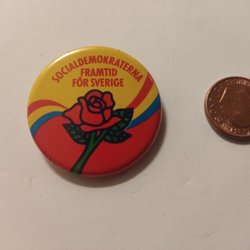 SOCIALDEMOKRATERNA
FRAMTID
FÖR SVERIGE